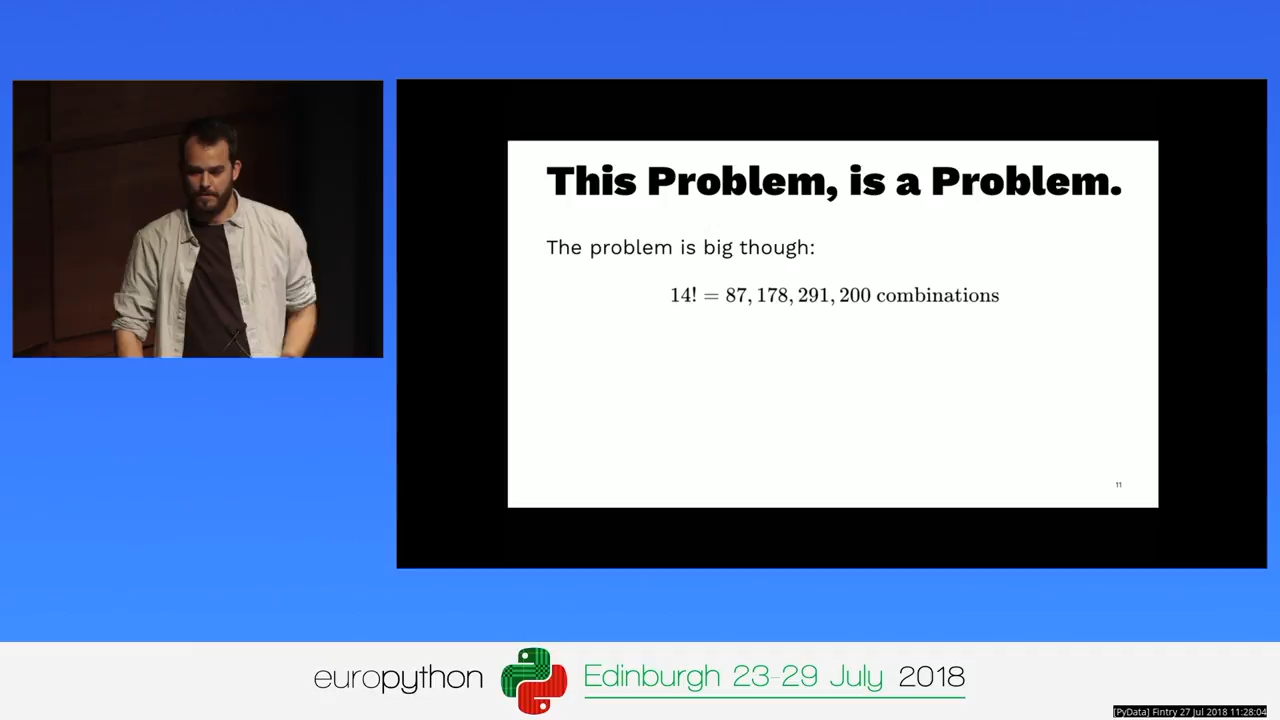 This Problem, is a Problem.
The problem is big though:
14! = 87, 178, 291, 200 combinations
11
europython
Edinburgh 23-29 July 2018
[PyData] Fintry 27 Jul 2018 11:28:04